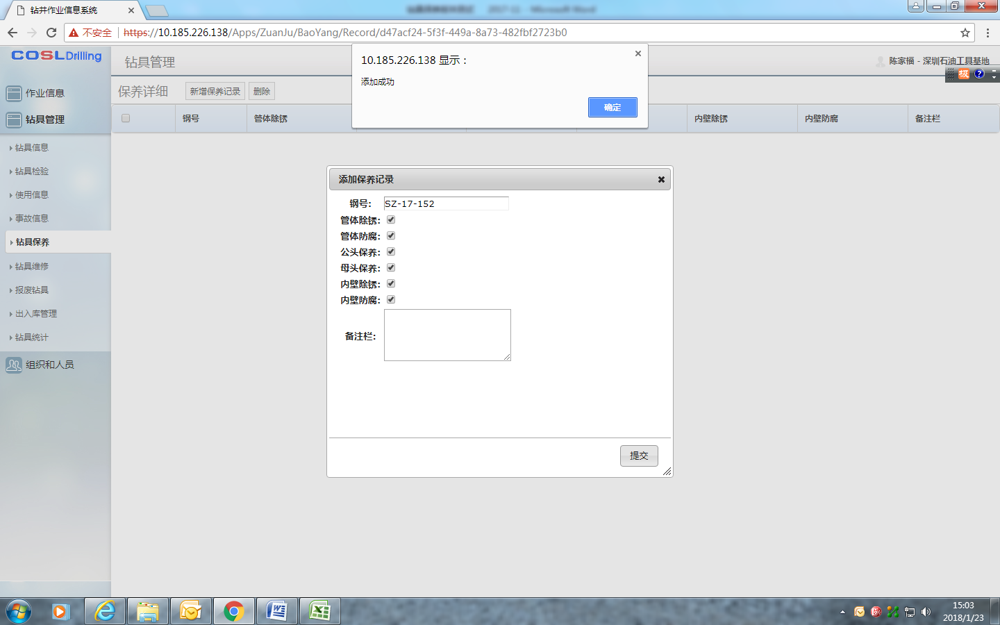 钻井作业信息系统
不安全
https://10.185.226.138/Apps/ZuanJu/BaoYang/Record/d47acf24-5f3f-449a-8a73-482fbf2723b0
COSL Drilling
钻具管理
陈家福 - 深圳石油工具基地
10.185.226.138 显示：
添加成功
确定
作业信息
钻具管理
钻具信息
钻具检验
使用信息
事故信息
钻具保养
钻具维修
报废钻具
出入库管理
钻具统计
组织和人员
保养详细
新增保养记录
删除
钢号
管体除锈
内壁除锈
内壁防腐
备注栏
添加保养记录
钢号:
SZ-17-152
管体除锈:
管体防腐:
公头保养:
母头保养:
内壁除锈:
内壁防腐:
备注栏:
提交
15:03
2018/1/23